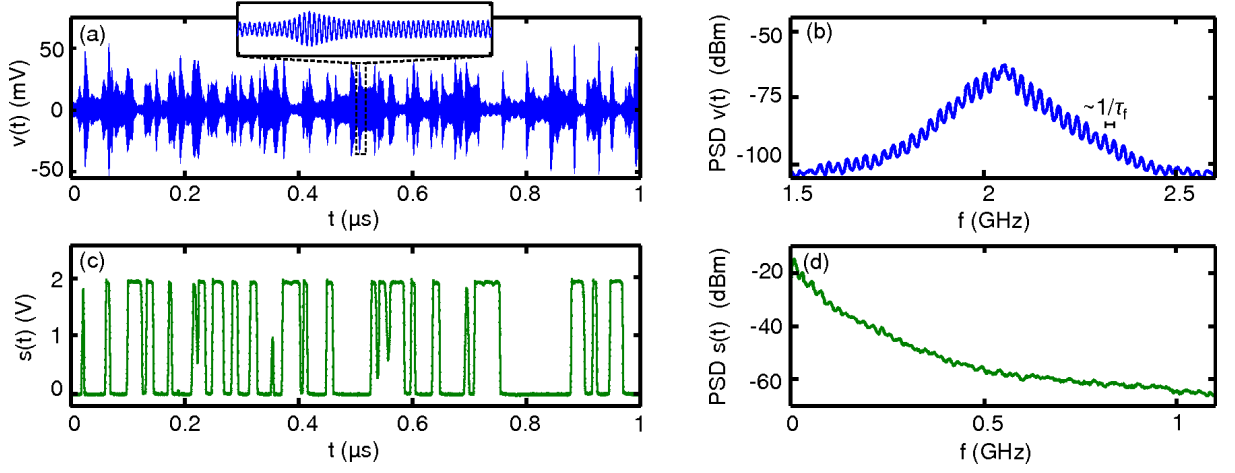 (a)
v(t) (mV)
50
0
-50
0
0.2
0.4
0.6
0.8
1
t (μs)
(b)
PSD v(t) (dBm)
-50
-75
-100
~1/τf
1.5
2
2.5
f (GHz)
(c)
s(t) (V)
2
1
0
0
0.2
0.4
0.6
0.8
1
t (μs)
(d)
PSD s(t) (dBm)
-20
-40
-60
0
0.5
1
f (GHz)